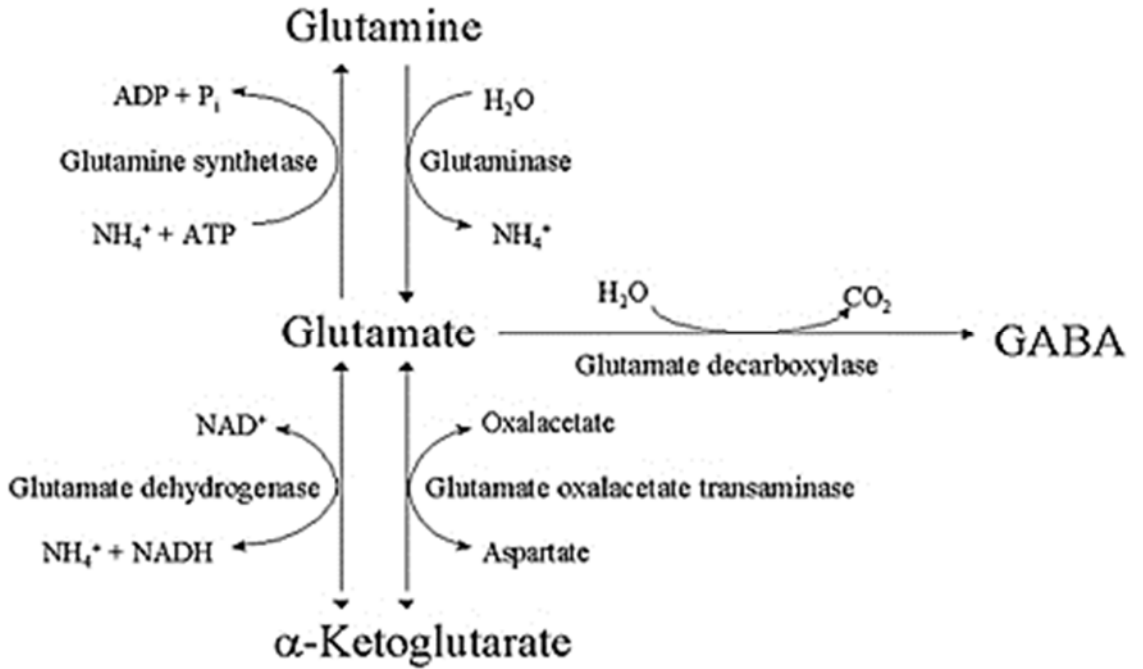 Glutamine
ADP + Pi
H₂O
Glutamine synthetase
Glutaminase
NH₄⁺ + ATP
NH₄⁺
H₂O
CO₂
Glutamate
GABA
Glutamate decarboxylase
NAD⁺
Oxalacetate
Glutamate dehydrogenase
Glutamate oxalacetate transaminase
NH₄⁺ + NADH
Aspartate
α-Ketoglutarate